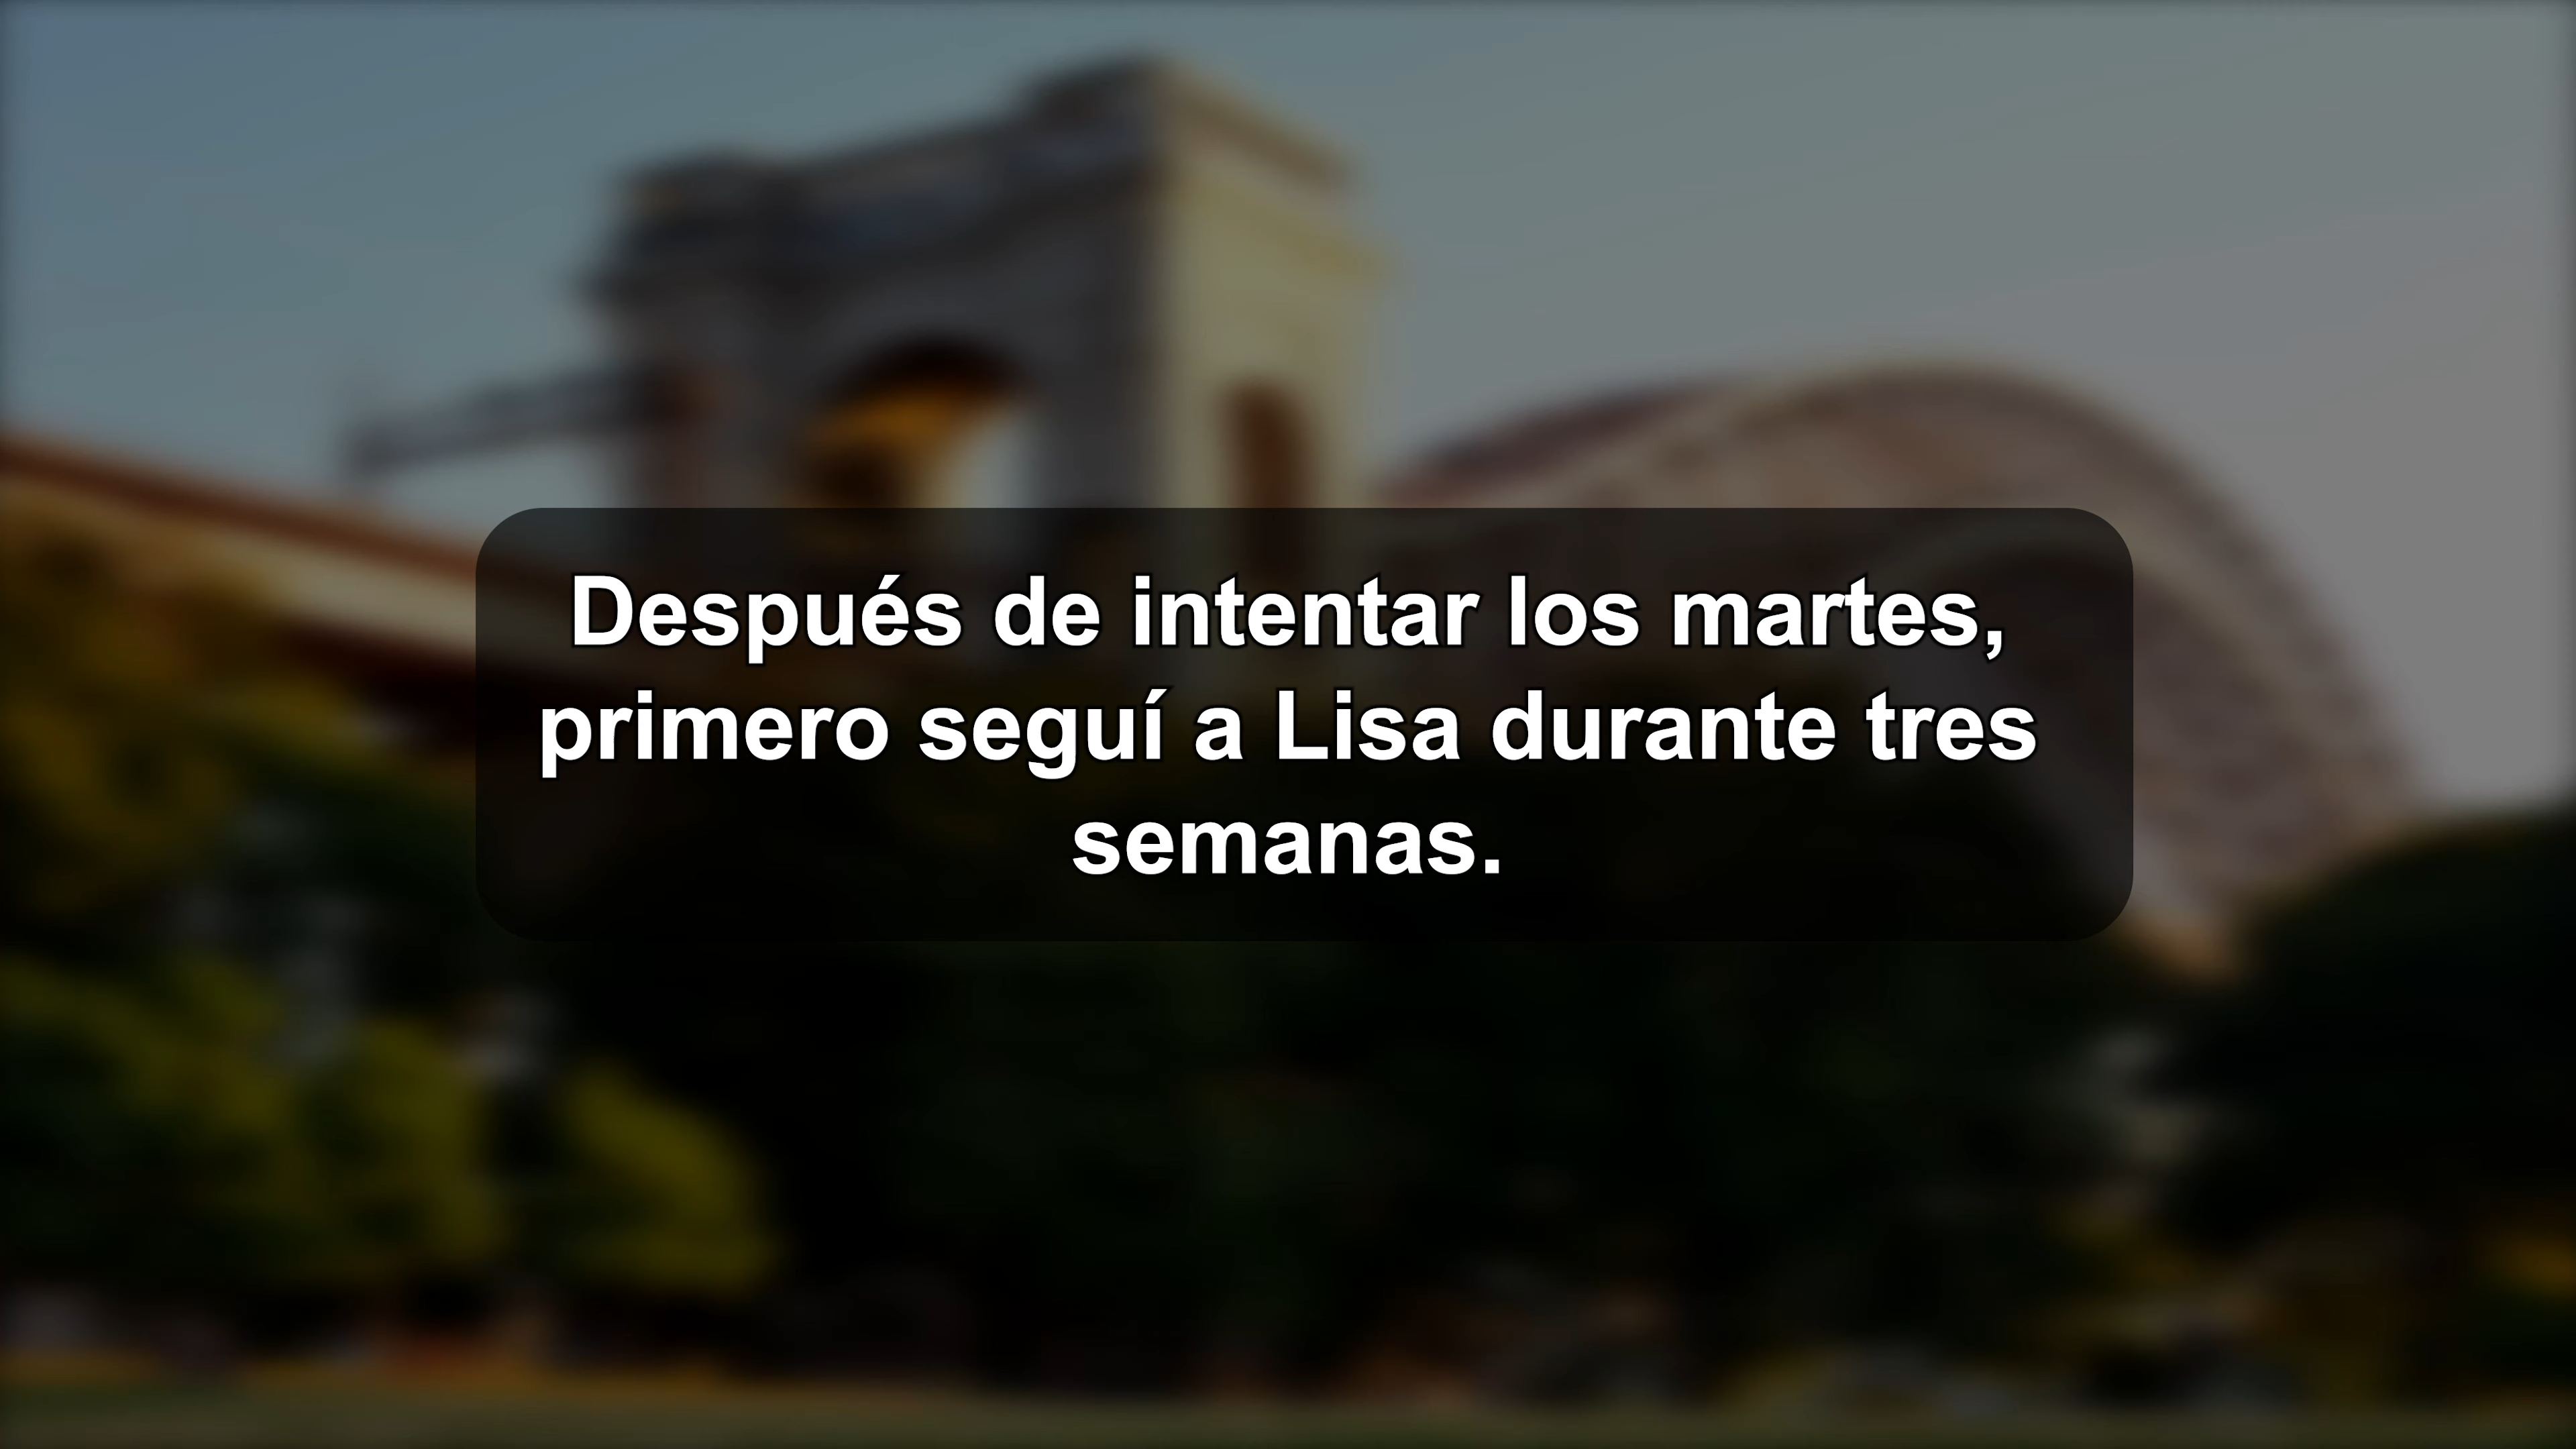 Después de intentar los martes,
primero seguí a Lisa durante tres
semanas.